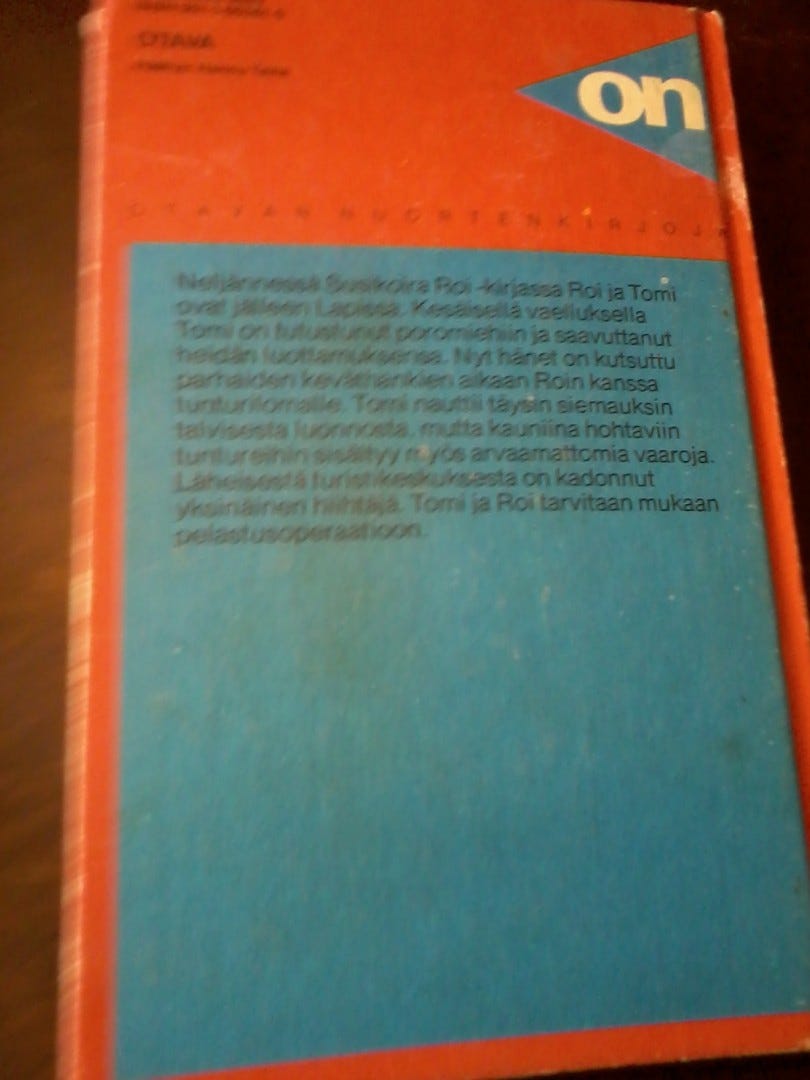 OTAVA
on
OTAVAN NUORTENKIRJOJA
Neljännessä Susikoira Roi -kirjassa Roi ja Tomi
ovat jälleen Lapissa. Kesäisellä vaelluksella
Tomi on tutustunut poromiehiin ja saavuttanut
heidän luottamuksensa. Nyt hänet on kutsuttu
parhaiden keväthankien aikaan Roin kanssa
tunturilomalle. Tomi nauttii täysin siemauksin
talvisesta luonnosta, mutta kauniina hohtaviin
tuntureihin sisältyy myös arvaamattomia vaaroja.
Läheisestä turistikeskuksesta on kadonnut
yksinäinen hiihtäjä. Tomi ja Roi tarvitaan mukaan
pelastusoperaatioon.